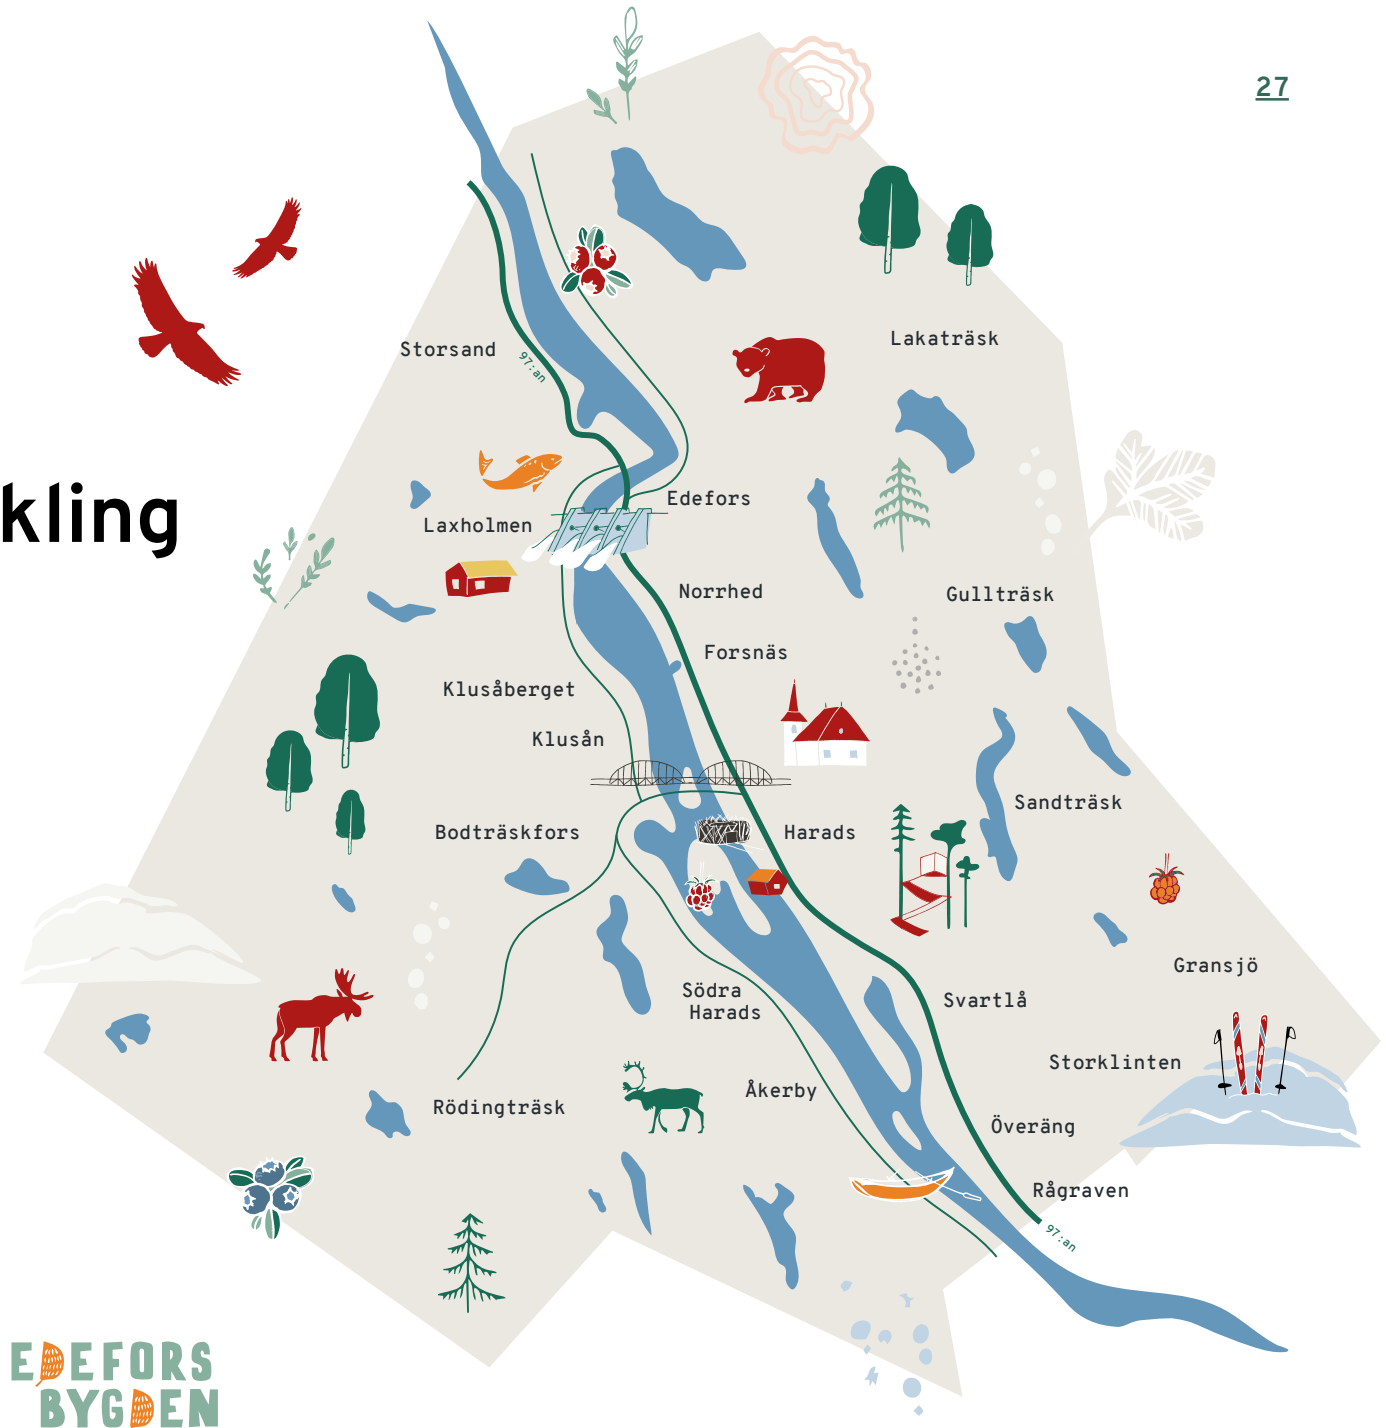 27
Storsand
97:an
Lakaträsk
kling
Edefors
Laxholmen
Norrhed
Gullträsk
Forsnäs
Klusåberget
Klusån
Sandträsk
Bodträskfors
Harads
Gransjö
Södra
Harads
Svartlå
Storklinten
Åkerby
Rödingträsk
Överäng
Rågraven
97:an
EDEFORS
BYGDEN